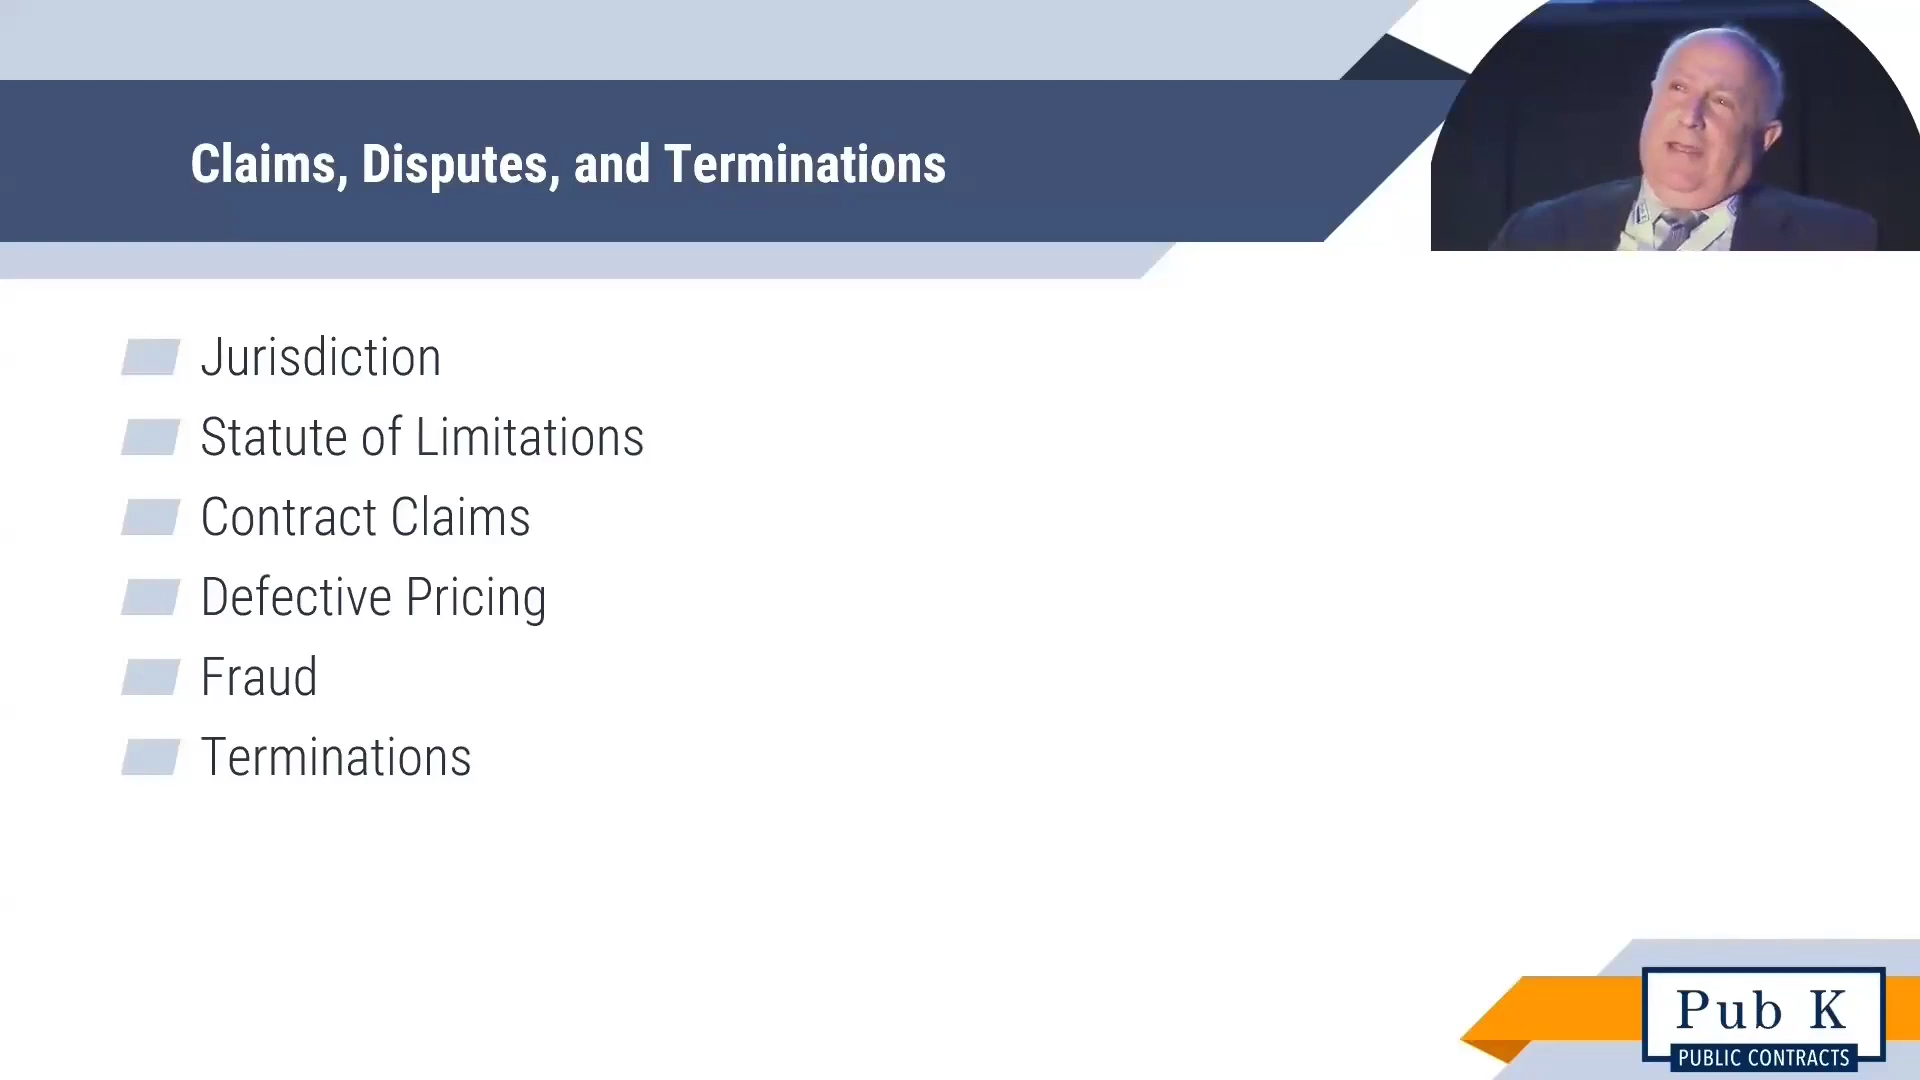 Claims, Disputes, and Terminations
Jurisdiction
Statute of Limitations
Contract Claims
Defective Pricing
Fraud
Terminations
Pub K
PUBLIC CONTRACTS